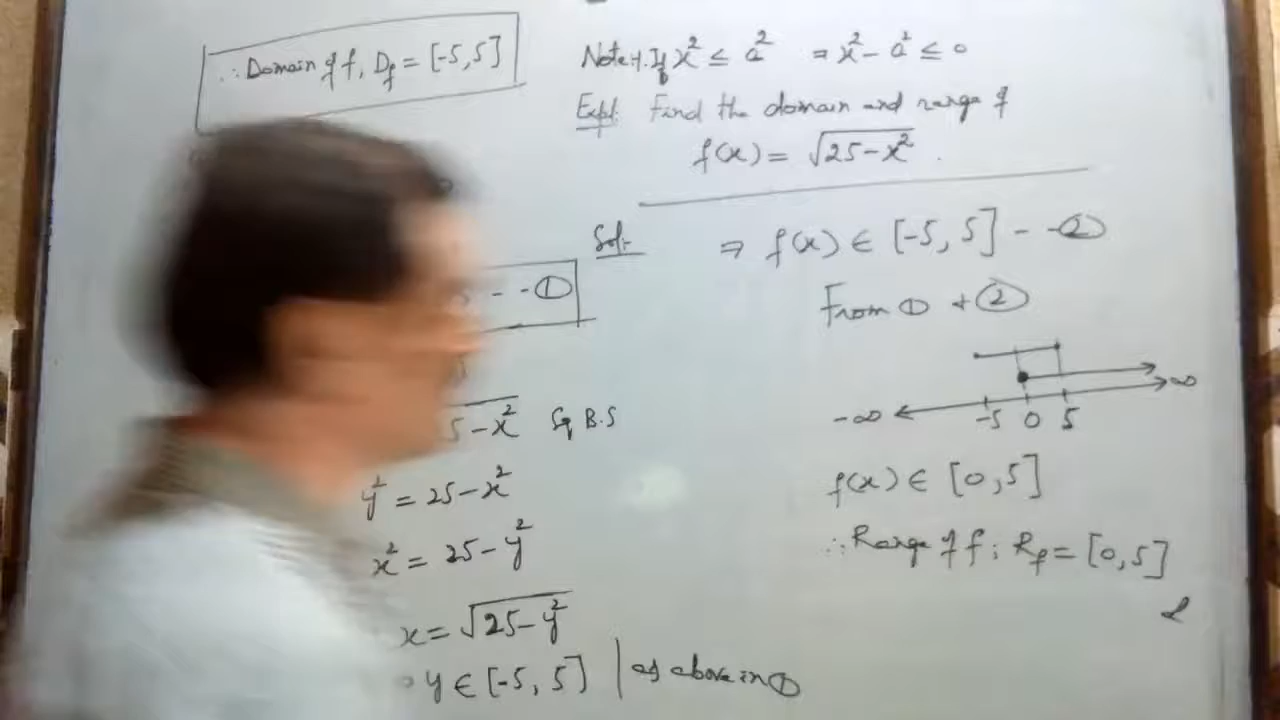 ∴ Domain of f, D_f = [-5, 5]
Note:1. If x² ≤ a² ⇒ x² - a² ≤ 0
Expl: Find the domain and range of
f(x) = √25-x² .
Sol:-
⇒ f(x) ∈ [-5, 5] -- ②
- - ①
From ① + ②
5-x² Sq B.S
-∞ -5 0 5 ∞
y² = 25-x²
f(x) ∈ [0, 5]
x² = 25-y²
∴ Range of f; R_f = [0, 5]
x = √25-y²
y ∈ [-5, 5] | as above in ①